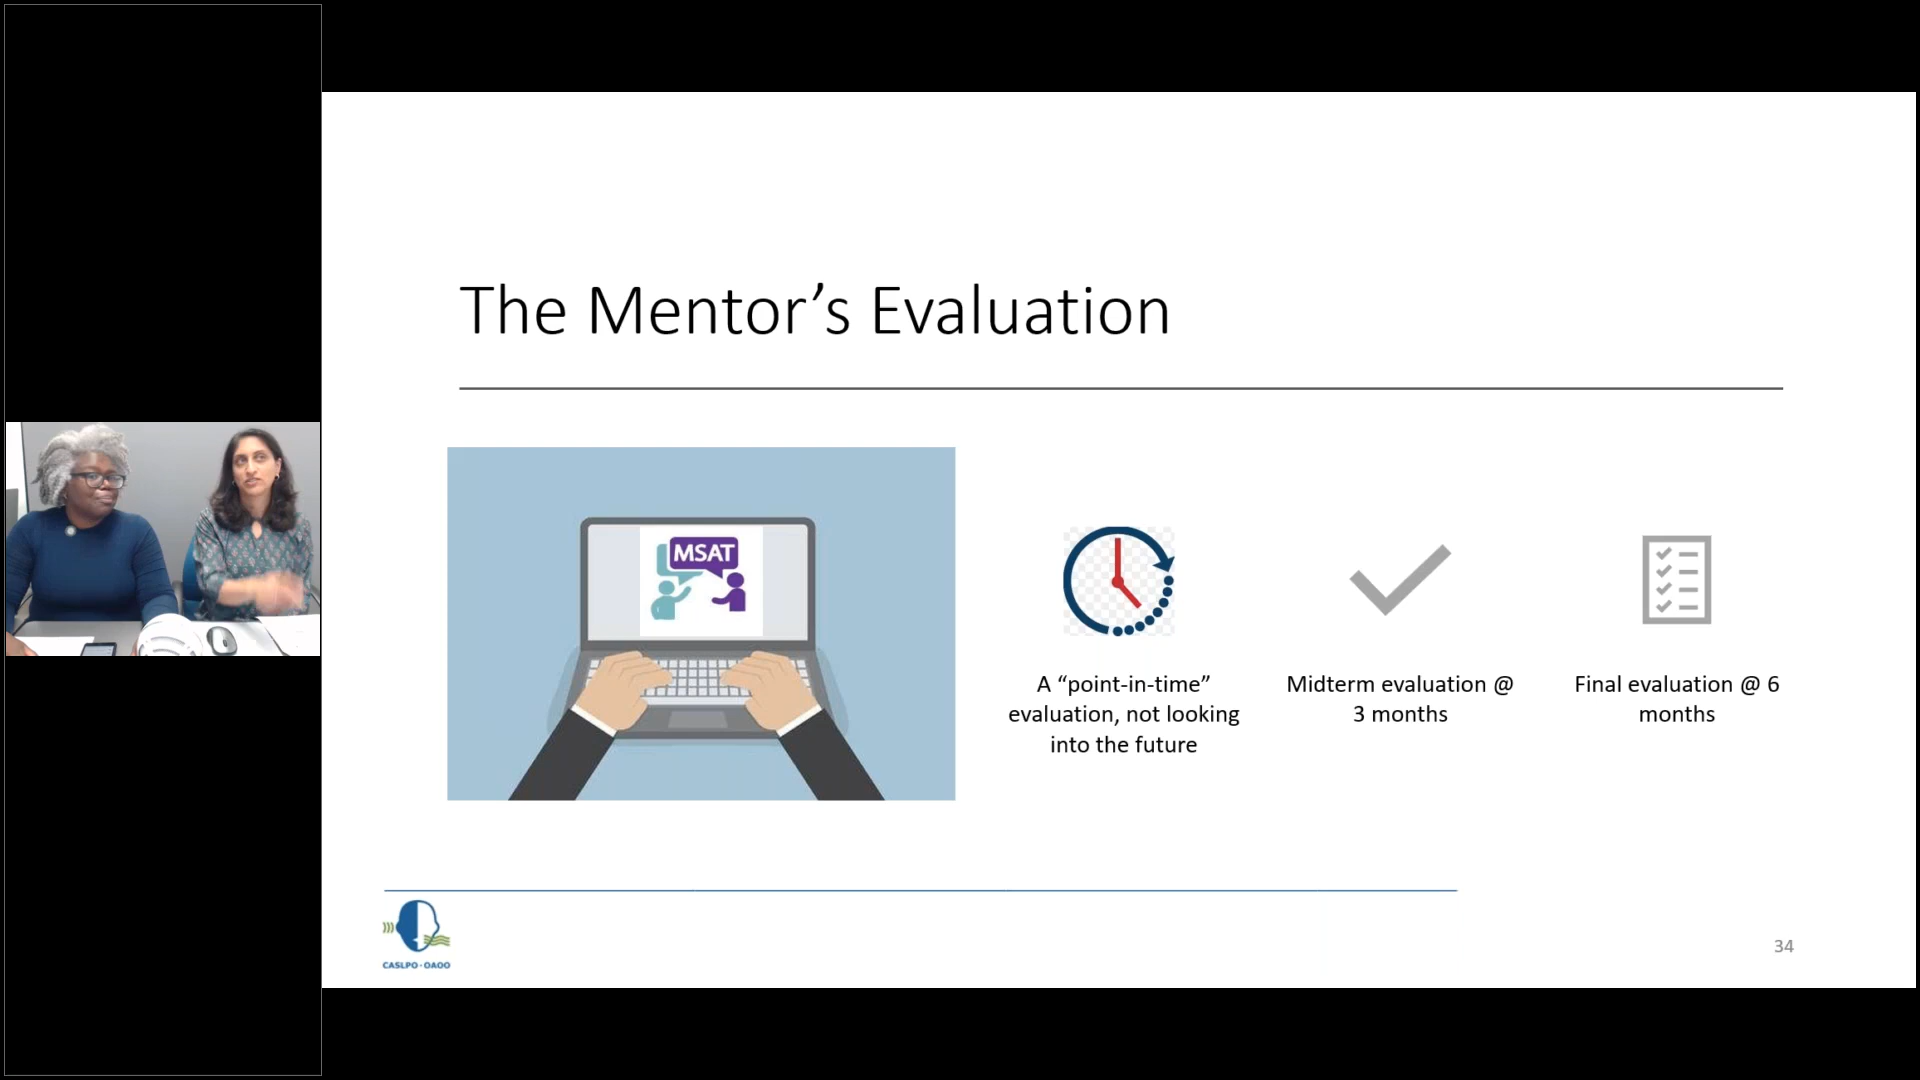 The Mentor’s Evaluation
MSAT
A “point-in-time”
evaluation, not looking
into the future
Midterm evaluation @
3 months
Final evaluation @ 6
months
CASLPO·OAOO
34